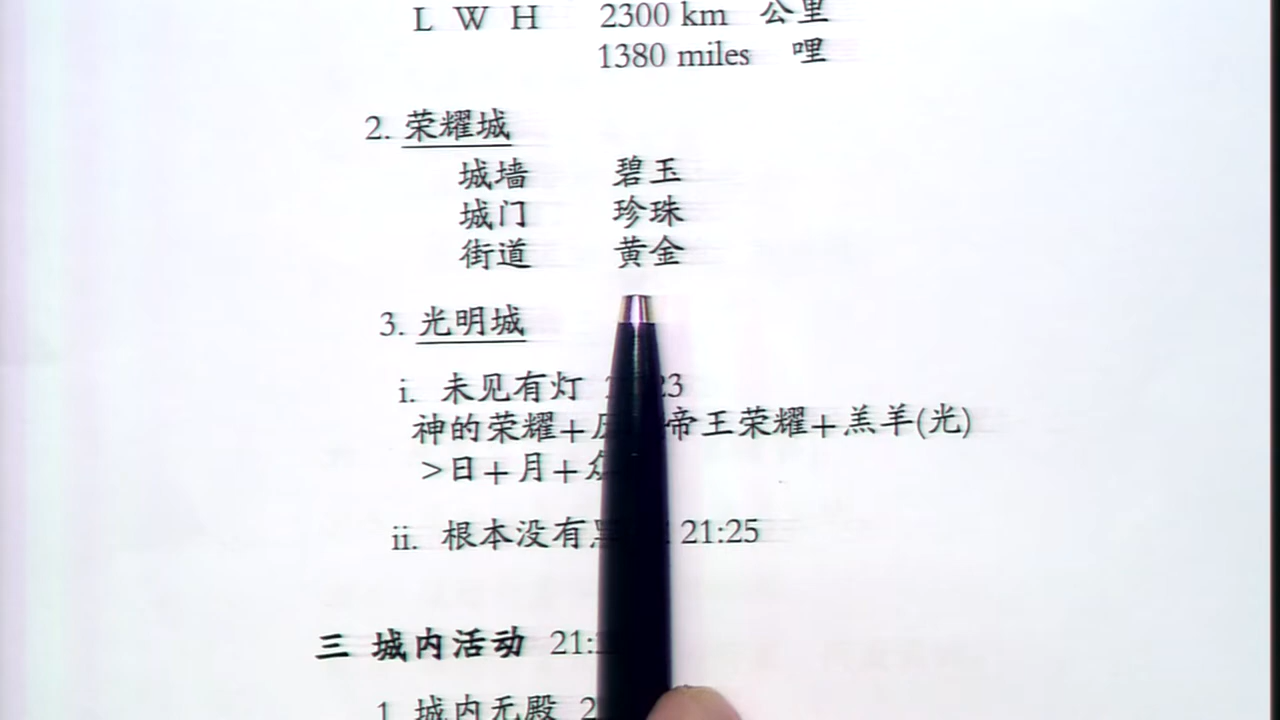 L W H 2300 km 公里
1380 miles 哩
2. 荣耀城
城墙 碧玉
城门 珍珠
街道 黄金
3. 光明城
i. 未见有灯 23
神的荣耀+ 帝王荣耀+羔羊(光)
>日+月+
ii. 根本没有 21:25
三 城内活动 21:
1 城内无殿 2